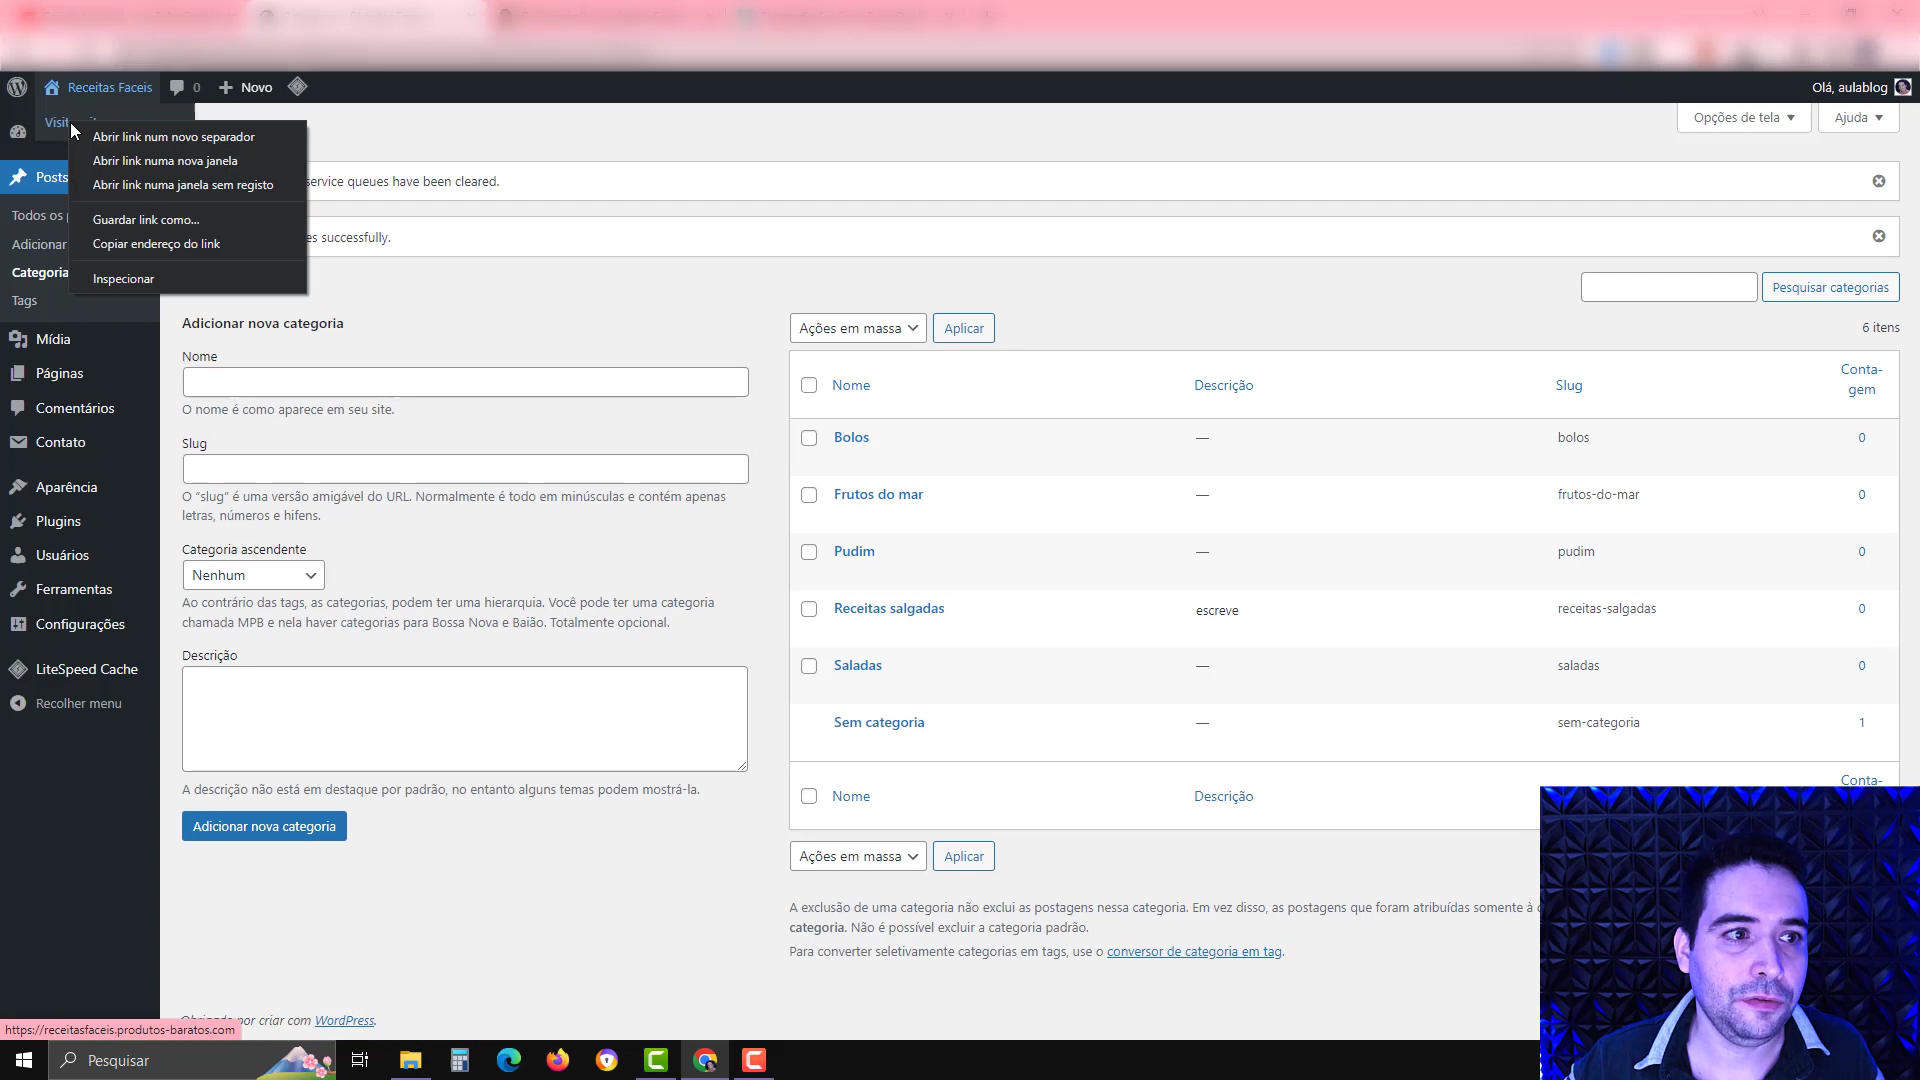 Receitas Faceis
0
Novo
Olá, aulablog
Visit
Abrir link num novo separador
Abrir link numa nova janela
Abrir link numa janela sem registo
Guardar link como...
Copiar endereço do link
Inspecionar
Opções de tela
Ajuda
Posts
Todos os
Adicionar
Categoria
Tags
Mídia
Páginas
Comentários
Contato
Aparência
Plugins
Usuários
Ferramentas
Configurações
LiteSpeed Cache
Recolher menu
service queues have been cleared.
successfully.
Pesquisar categorias
Adicionar nova categoria
Nome
O nome é como aparece em seu site.
Slug
O “slug” é uma versão amigável do URL. Normalmente é todo em minúsculas e contém apenas
letras, números e hifens.
Categoria ascendente
Nenhum
Ao contrário das tags, as categorias, podem ter uma hierarquia. Você pode ter uma categoria
chamada MPB e nela haver categorias para Bossa Nova e Baião. Totalmente opcional.
Descrição
A descrição não está em destaque por padrão, no entanto alguns temas podem mostrá-la.
Adicionar nova categoria
Ações em massa
Aplicar
6 itens
Nome
Descrição
Slug
Conta-
gem
Bolos
—
bolos
0
Frutos do mar
—
frutos-do-mar
0
Pudim
—
pudim
0
Receitas salgadas
escreve
receitas-salgadas
0
Saladas
—
saladas
0
Sem categoria
—
sem-categoria
1
Nome
Descrição
Conta-
Ações em massa
Aplicar
A exclusão de uma categoria não exclui as postagens nessa categoria. Em vez disso, as postagens que foram atribuídas somente à
categoria. Não é possível excluir a categoria padrão.
Para converter seletivamente categorias em tags, use o conversor de categoria em tag.
por criar com WordPress.
https://receitasfaceis.produtos-baratos.com
Pesquisar